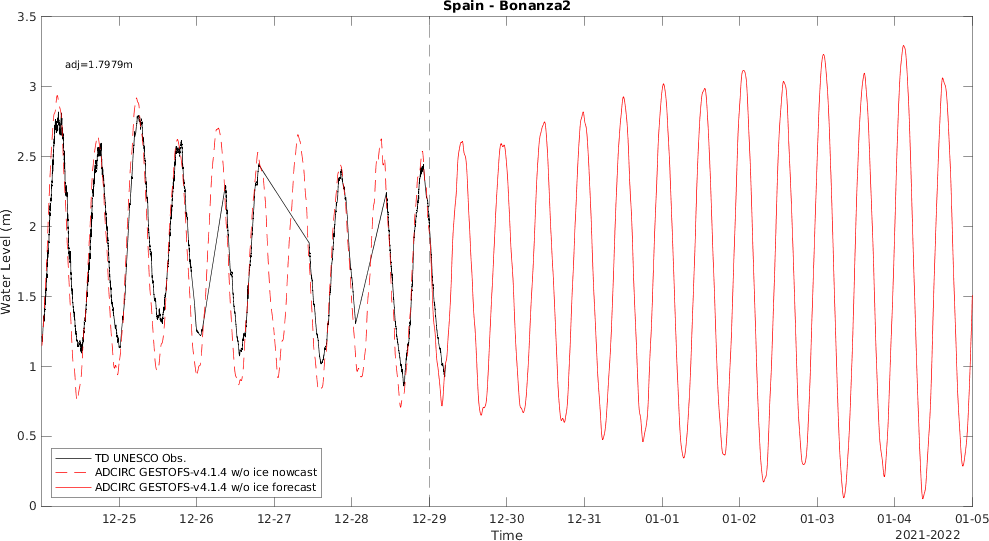 Spain - Bonanza2
adj=1.7979m
3.5
3
2.5
2
1.5
1
0.5
0
Water Level (m)
TD UNESCO Obs.
ADCIRC GESTOFS-v4.1.4 w/o ice nowcast
ADCIRC GESTOFS-v4.1.4 w/o ice forecast
12-25 12-26 12-27 12-28 12-29 12-30 12-31 01-01 01-02 01-03 01-04 01-05
Time
2021-2022